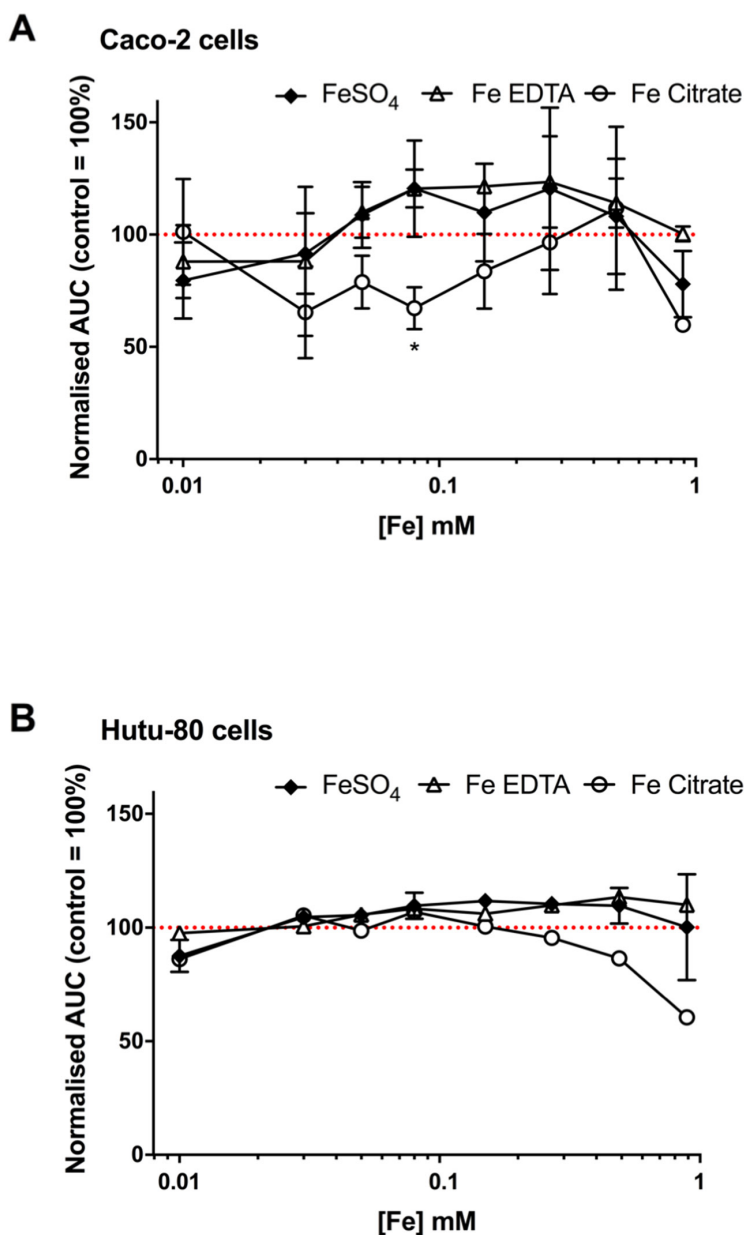 A
Caco-2 cells
FeSO4 Fe EDTA Fe Citrate
Normalised AUC (control = 100%)
150
100
50
0
*
0.01 0.1 1
[Fe] mM
B
Hutu-80 cells
FeSO4 Fe EDTA Fe Citrate
Normalised AUC (control = 100%)
150
100
50
0
0.01 0.1 1
[Fe] mM